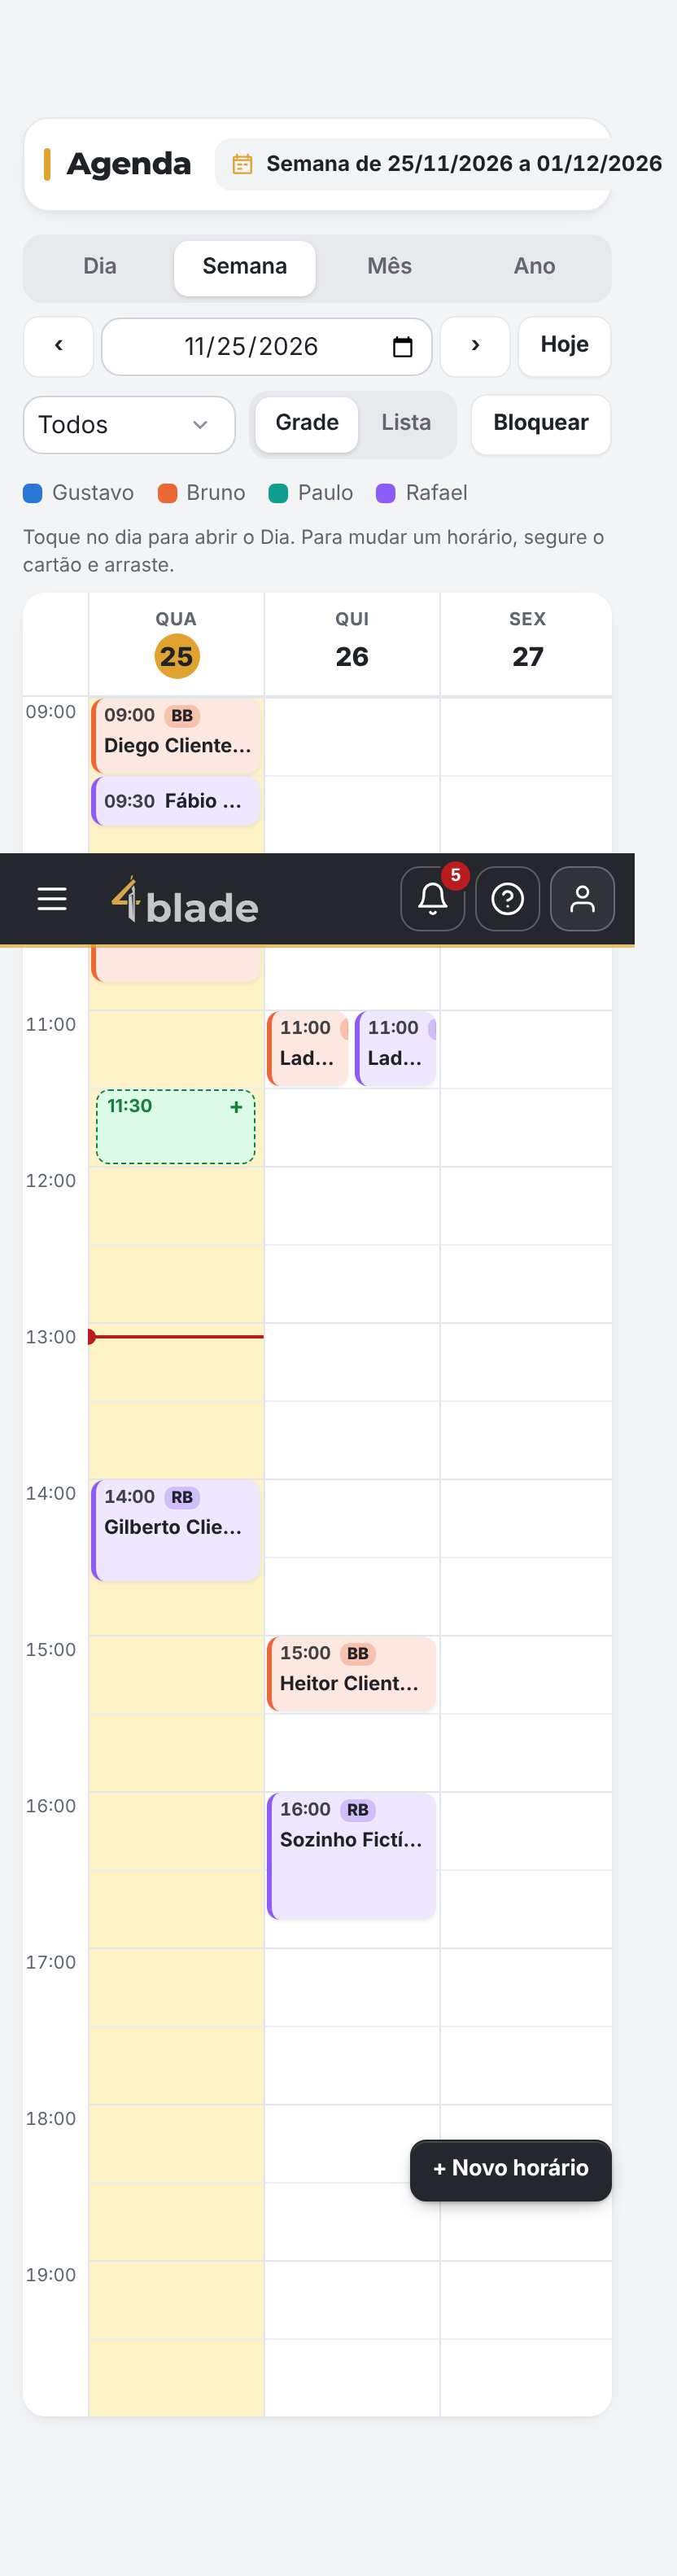 Agenda
Semana de 25/11/2026 a 01/12/2026
Dia Semana Mês Ano
‹ 11/25/2026 › Hoje
Todos Grade Lista Bloquear
Gustavo Bruno Paulo Rafael
Toque no dia para abrir o Dia. Para mudar um horário, segure o
cartão e arraste.
QUA QUI SEX
25 26 27
09:00
09:00 BB
Diego Cliente...
09:30 Fábio ...
4blade 5
11:00
11:00 11:00
Lad... Lad...
11:30 +
12:00
13:00
14:00
14:00 RB
Gilberto Clie...
15:00
15:00 BB
Heitor Client...
16:00
16:00 RB
Sozinho Fictí...
17:00
18:00
+ Novo horário
19:00